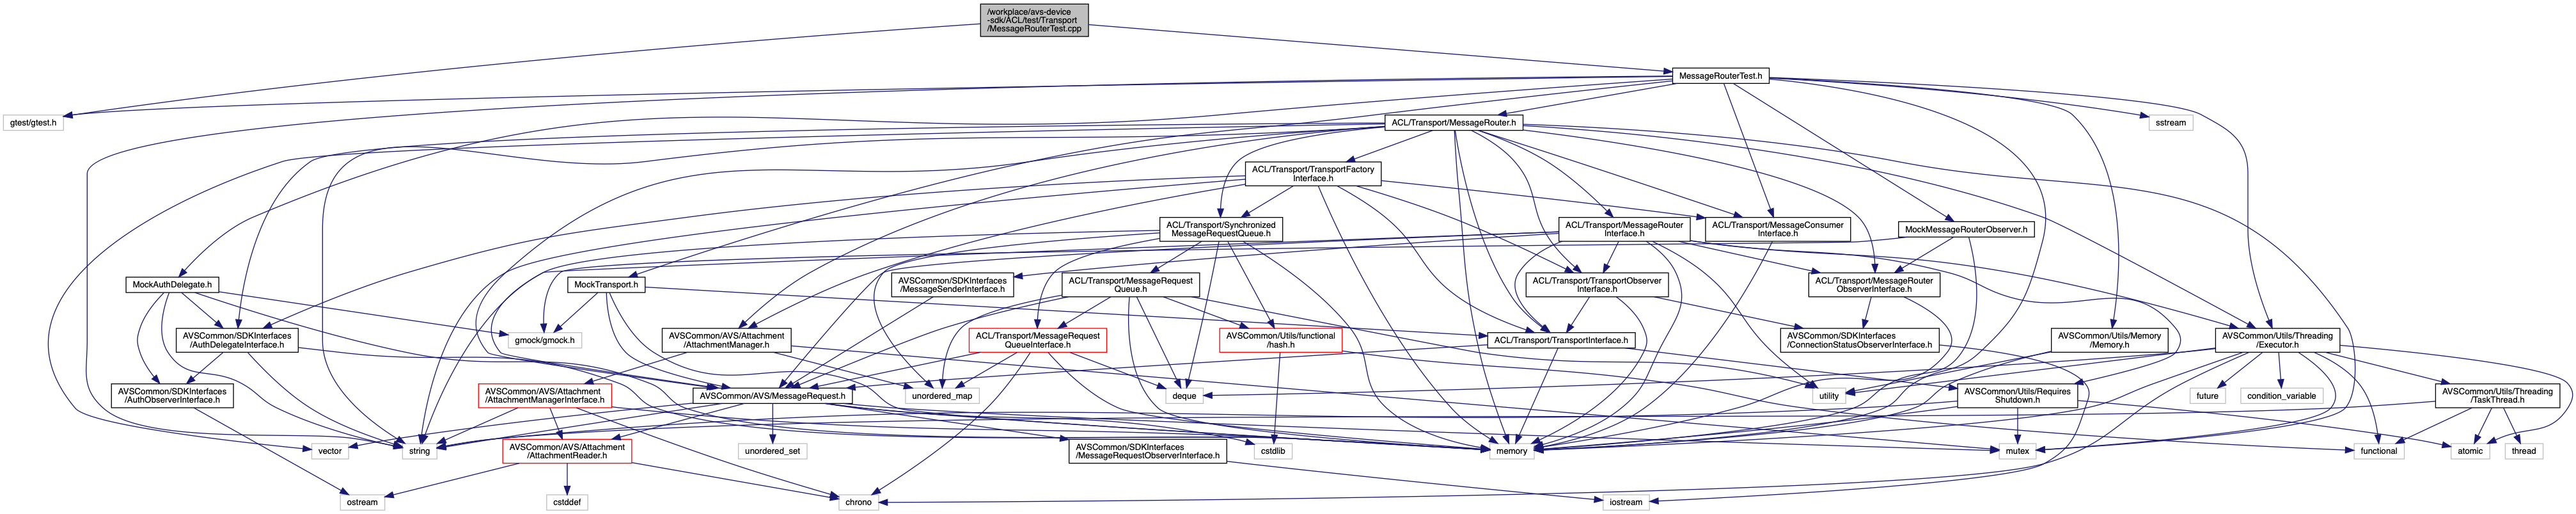 /workplace/avs-device
-sdk/ACL/test/Transport
/MessageRouterTest.cpp
MessageRouterTest.h
gtest/gtest.h
ACL/Transport/MessageRouter.h
sstream
ACL/Transport/TransportFactory
Interface.h
ACL/Transport/Synchronized
MessageRequestQueue.h
ACL/Transport/MessageRouter
Interface.h
ACL/Transport/MessageConsumer
Interface.h
MockMessageRouterObserver.h
MockAuthDelegate.h
MockTransport.h
AVSCommon/SDKInterfaces
/MessageSenderInterface.h
ACL/Transport/MessageRequest
Queue.h
ACL/Transport/TransportObserver
Interface.h
ACL/Transport/MessageRouter
ObserverInterface.h
AVSCommon/SDKInterfaces
/AuthDelegateInterface.h
gmock/gmock.h
AVSCommon/AVS/Attachment
/AttachmentManager.h
ACL/Transport/MessageRequest
QueueInterface.h
AVSCommon/Utils/functional
/hash.h
ACL/Transport/TransportInterface.h
AVSCommon/SDKInterfaces
/ConnectionStatusObserverInterface.h
AVSCommon/Utils/Memory
/Memory.h
AVSCommon/Utils/Threading
/Executor.h
AVSCommon/SDKInterfaces
/AuthObserverInterface.h
AVSCommon/AVS/Attachment
/AttachmentManagerInterface.h
AVSCommon/AVS/MessageRequest.h
unordered_map
deque
utility
AVSCommon/Utils/Requires
Shutdown.h
future
condition_variable
AVSCommon/Utils/Threading
/TaskThread.h
vector
string
AVSCommon/AVS/Attachment
/AttachmentReader.h
unordered_set
AVSCommon/SDKInterfaces
/MessageRequestObserverInterface.h
cstdlib
memory
mutex
functional
atomic
thread
ostream
cstddef
chrono
iostream